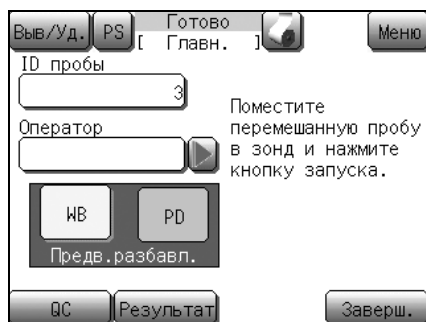 Выв/Уд. PS Готово Меню
[ Главн. ]
ID пробы
3
Оператор
Поместите
перемешанную пробу
в зонд и нажмите
кнопку запуска.
WB PD
Предв.разбавл.
QC Результат Заверш.